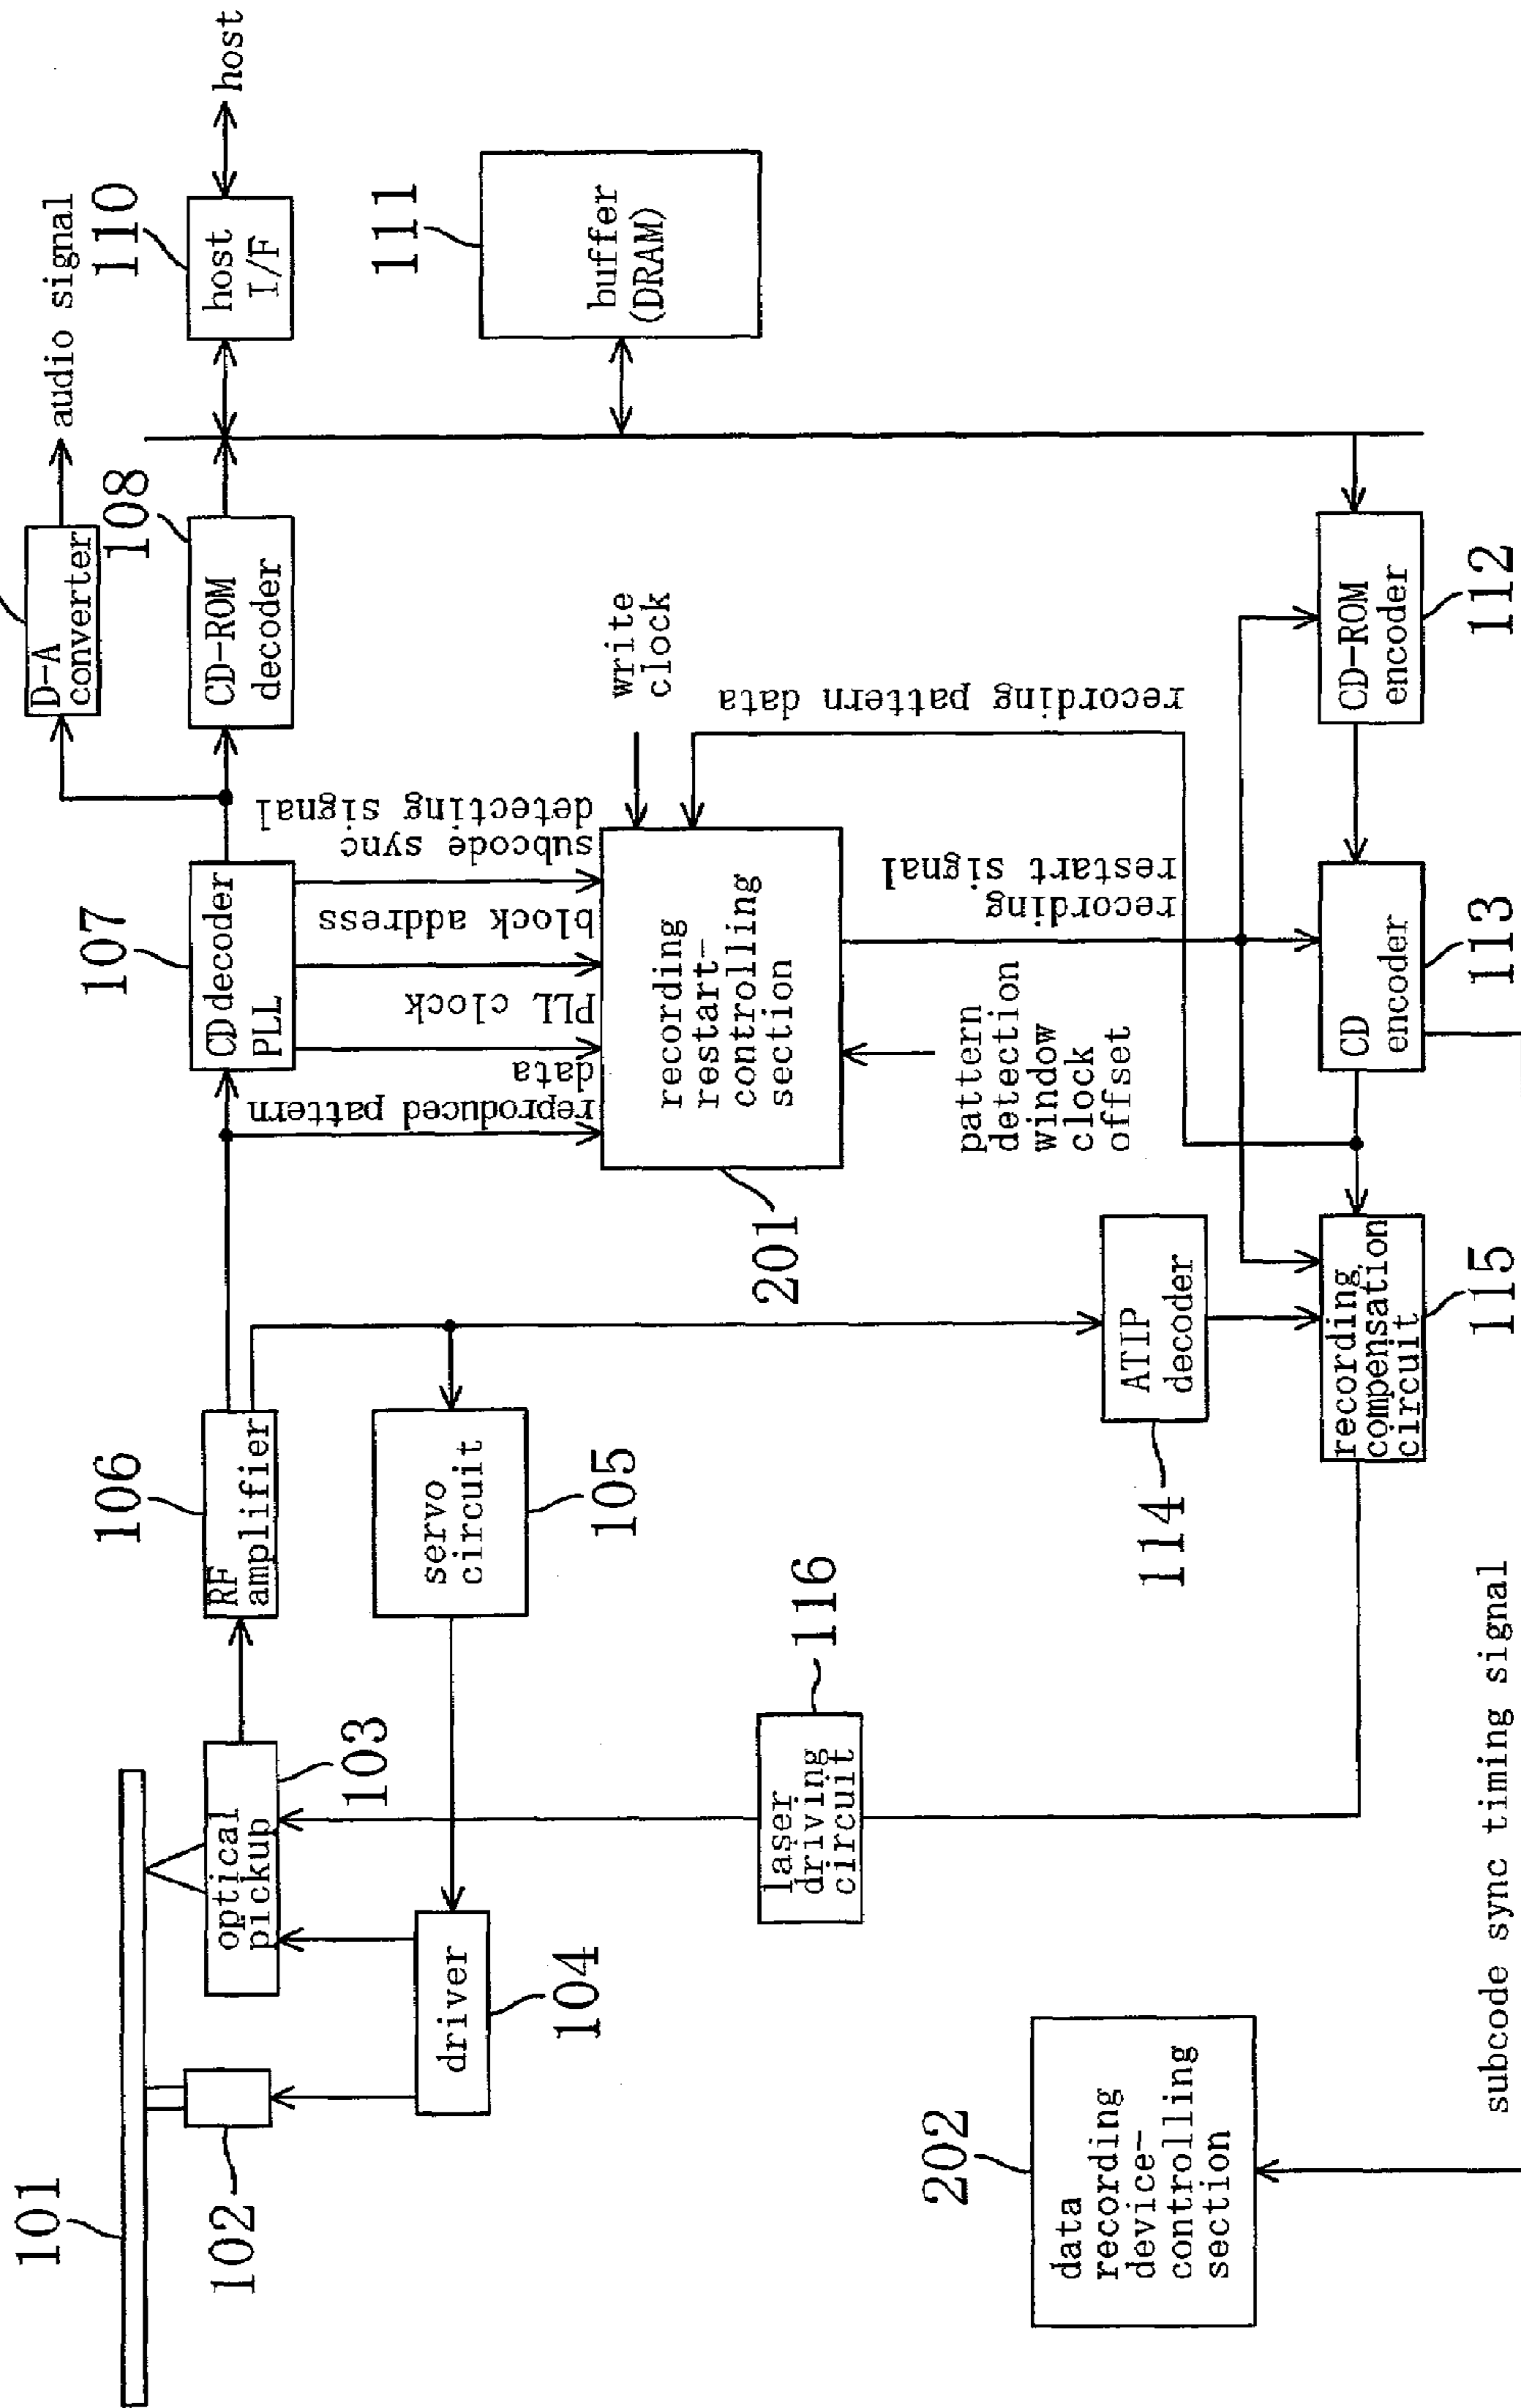 101
102
optical
pickup
103
driver
104
RF
amplifier
106
servo
circuit
105
CD decoder
PLL
107
D-A
converter
audio signal
CD-ROM
decoder
108
host
I/F
110
host
buffer
(DRAM)
111
reproduced pattern
data
PLL clock
block address
subcode sync
detecting signal
write
clock
recording pattern data
recording
restart-
controlling
section
201
pattern
detection
window
clock
offset
recording
restart signal
laser
driving
circuit
116
ATIP
decoder
114
recording
compensation
circuit
115
CD
encoder
113
CD-ROM
encoder
112
data
recording
device-
controlling
section
202
subcode sync timing signal